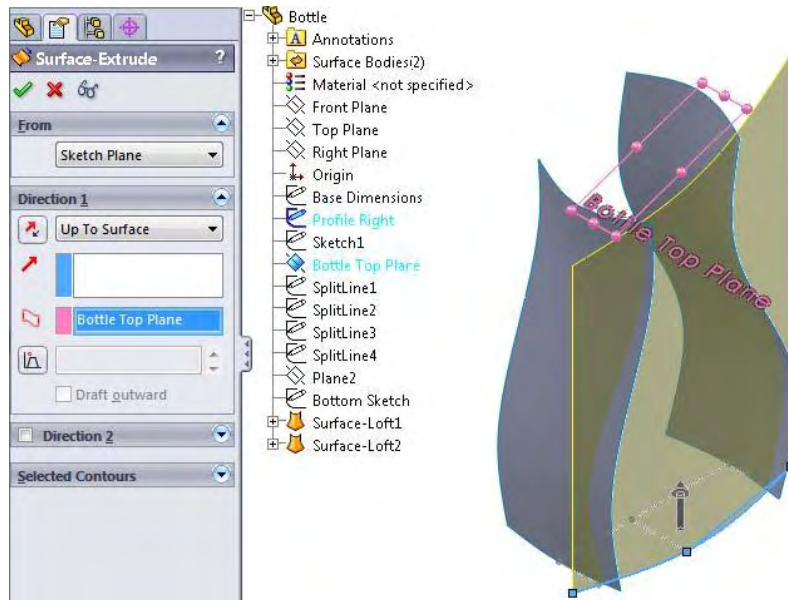 Surface-Extrude ?
From
Sketch Plane
Direction 1
Up To Surface
Bottle Top Plane
Draft outward
Direction 2
Selected Contours
Bottle
Annotations
Surface Bodies(2)
Material <not specified>
Front Plane
Top Plane
Right Plane
Origin
Base Dimensions
Profile Right
Sketch1
Bottle Top Plane
SplitLine1
SplitLine2
SplitLine3
SplitLine4
Plane2
Bottom Sketch
Surface-Loft1
Surface-Loft2
Bottle Top Plane